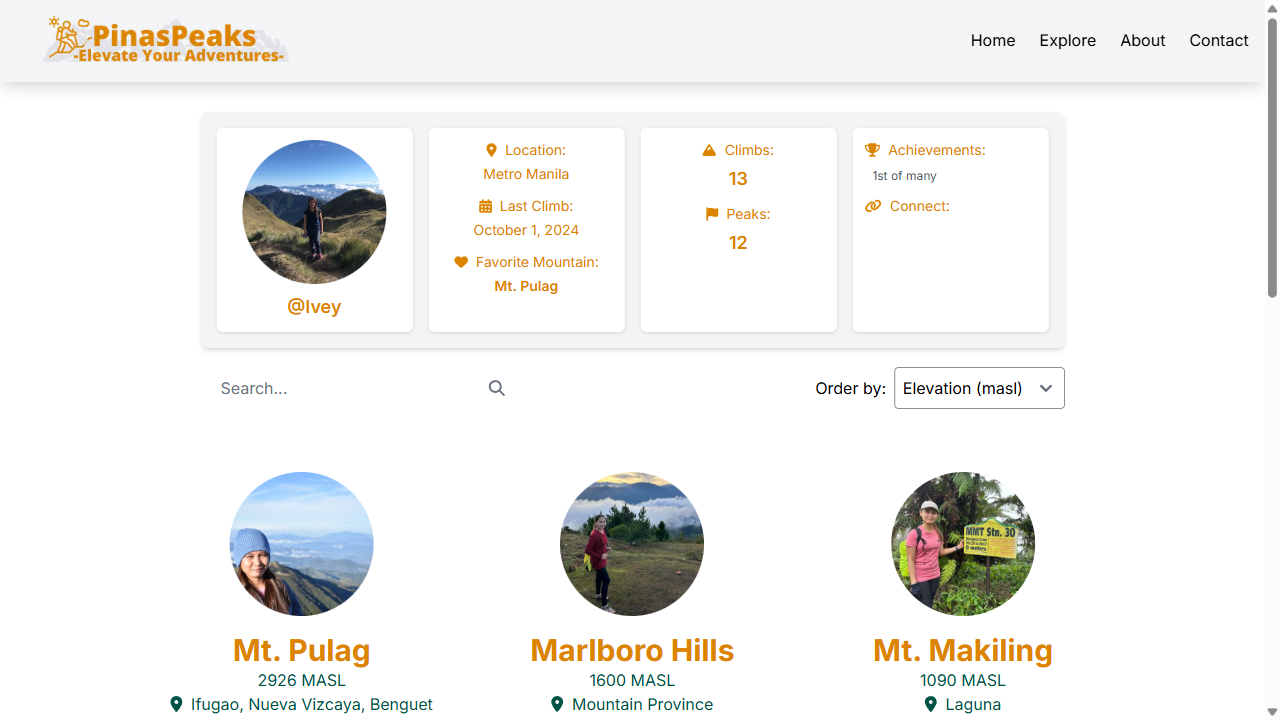 PinasPeaks
-Elevate Your Adventures-
Home Explore About Contact
@Ivey
Location:
Metro Manila
Last Climb:
October 1, 2024
Favorite Mountain:
Mt. Pulag
Climbs:
13
Peaks:
12
Achievements:
1st of many
Connect:
Search...
Order by: Elevation (masl)
MMT Stn. 30
0 meters
Mt. Pulag
2926 MASL
Ifugao, Nueva Vizcaya, Benguet
Marlboro Hills
1600 MASL
Mountain Province
Mt. Makiling
1090 MASL
Laguna